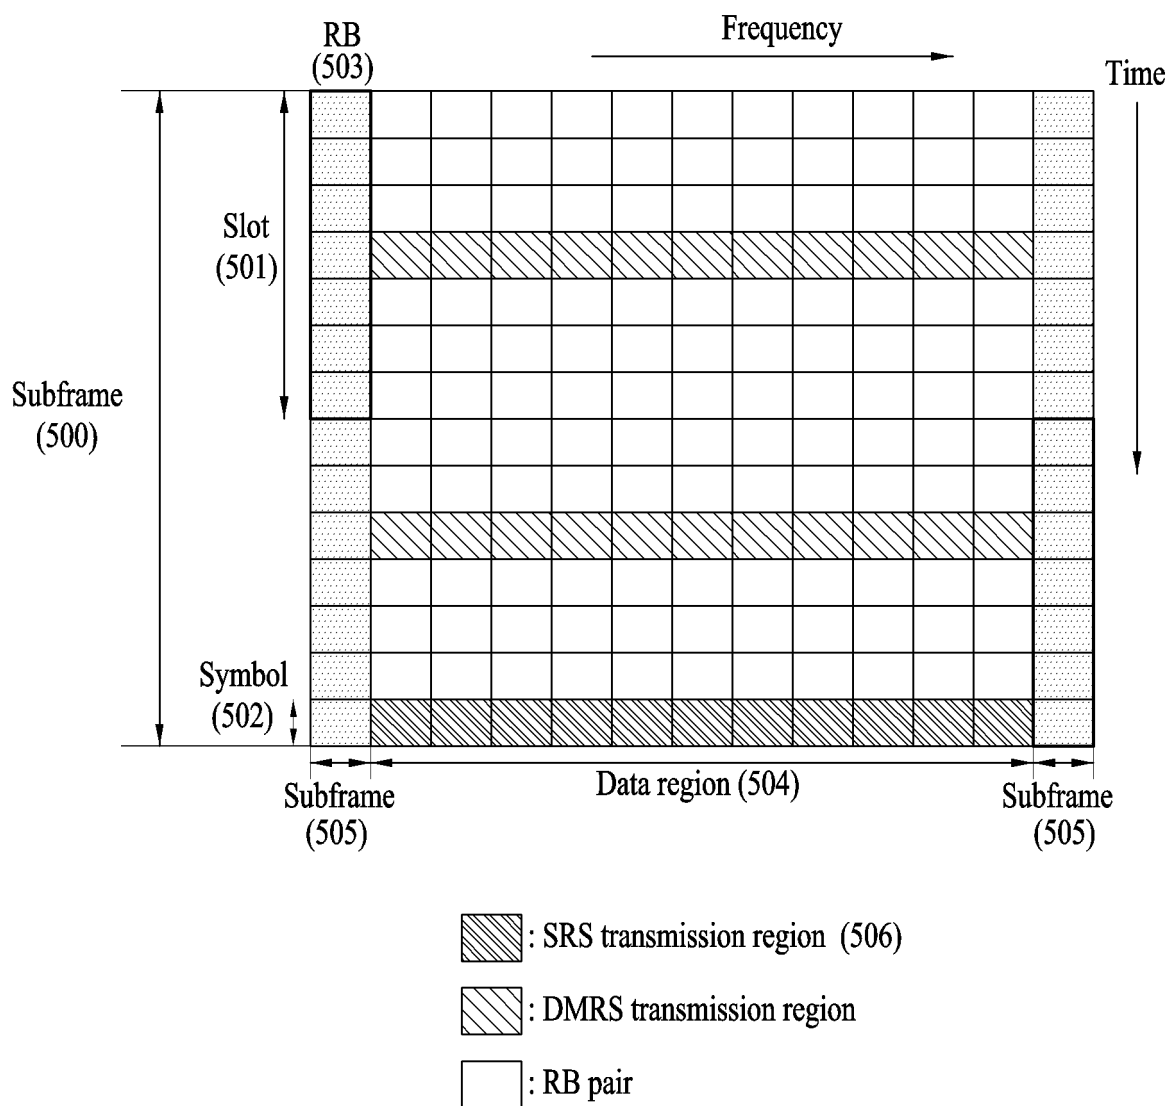 RB
(503)
Frequency
Time
Slot
(501)
Subframe
(500)
Symbol
(502)
Subframe
(505)
Data region (504)
Subframe
(505)
: SRS transmission region (506)
: DMRS transmission region
: RB pair